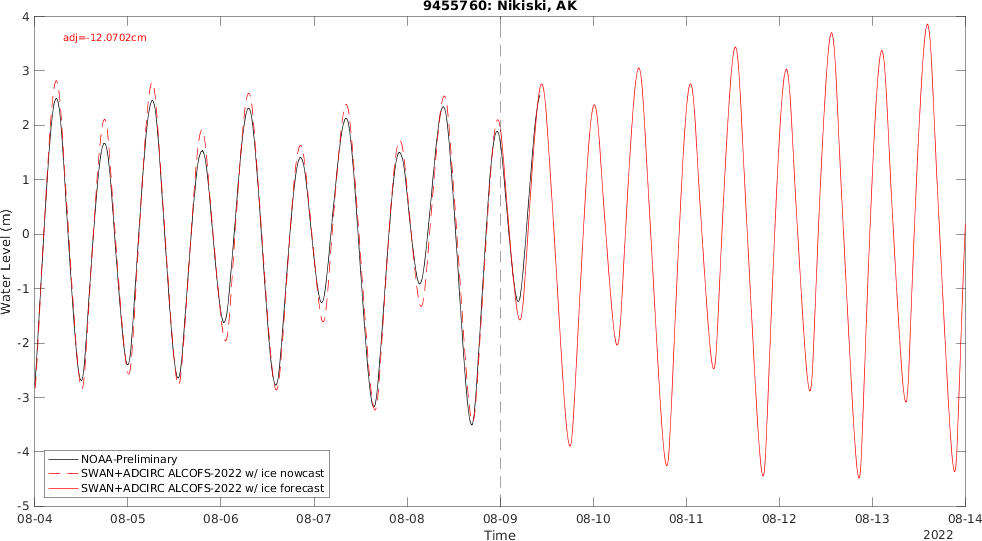 9455760: Nikiski, AK
adj=-12.0702cm
Water Level (m)
4
3
2
1
0
-1
-2
-3
-4
-5
NOAA-Preliminary
SWAN+ADCIRC ALCOFS-2022 w/ ice nowcast
SWAN+ADCIRC ALCOFS-2022 w/ ice forecast
08-04 08-05 08-06 08-07 08-08 08-09 08-10 08-11 08-12 08-13 08-14
Time
2022